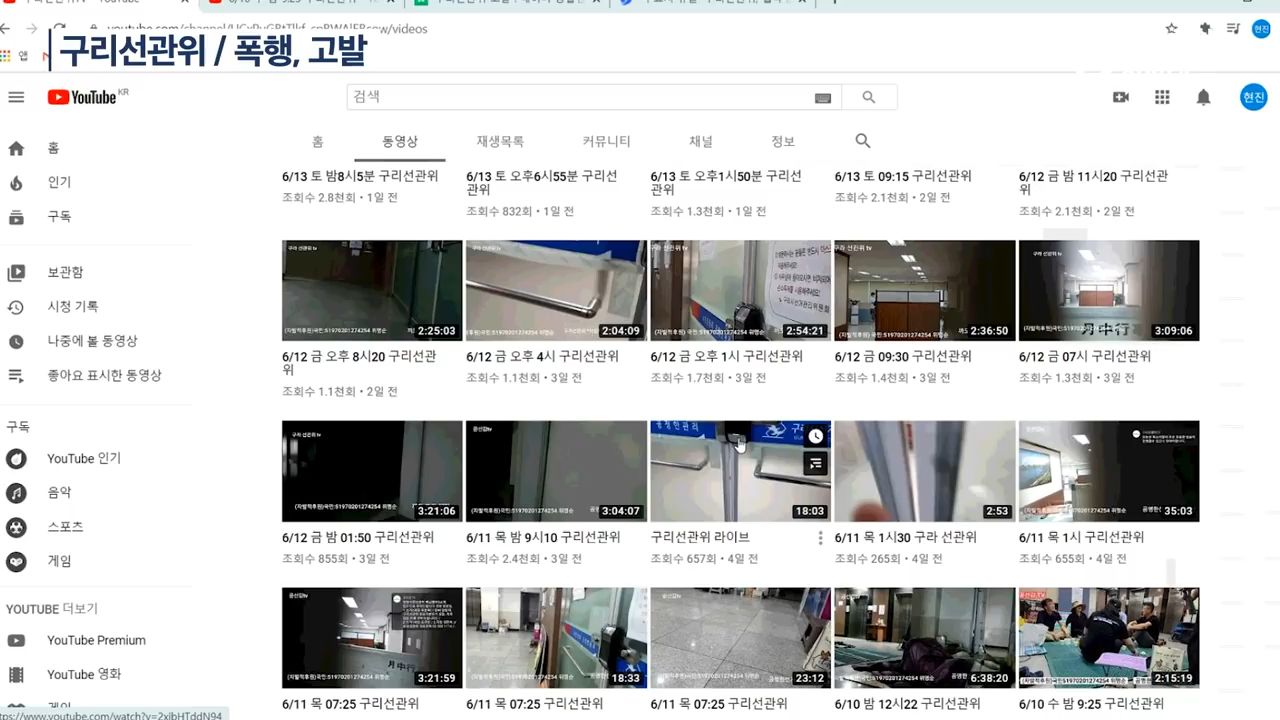 구리선관위 / 폭행, 고발
YouTube KR
검색
현진
홈
인기
구독
보관함
시청 기록
나중에 볼 동영상
좋아요 표시한 동영상
구독
YouTube 인기
음악
스포츠
게임
YOUTUBE 더보기
YouTube Premium
YouTube 영화
홈 동영상 재생목록 커뮤니티 채널 정보
6/13 토 밤8시5분 구리선관위
조회수 2.8천회 • 1일 전
6/13 토 오후6시55분 구리선
관위
조회수 832회 • 1일 전
6/13 토 오후1시50분 구리선
관위
조회수 1.3천회 • 1일 전
6/13 토 09:15 구리선관위
조회수 2.1천회 • 2일 전
6/12 금 밤 11시20 구리선관
위
조회수 2.1천회 • 2일 전
2:25:03
6/12 금 오후 8시20 구리선관
위
조회수 1.1천회 • 2일 전
2:04:09
6/12 금 오후 4시 구리선관위
조회수 1.1천회 • 3일 전
2:54:21
6/12 금 오후 1시 구리선관위
조회수 1.7천회 • 3일 전
2:36:50
6/12 금 09:30 구리선관위
조회수 1.4천회 • 3일 전
3:09:06
6/12 금 07시 구리선관위
조회수 1.3천회 • 3일 전
3:21:06
6/12 금 밤 01:50 구리선관위
조회수 855회 • 3일 전
3:04:07
6/11 목 밤 9시10 구리선관위
조회수 2.4천회 • 3일 전
18:03
구리선관위 라이브
조회수 657회 • 4일 전
2:53
6/11 목 1시30 구라 선관위
조회수 265회 • 4일 전
35:03
6/11 목 1시 구리선관위
조회수 655회 • 4일 전
3:21:59
6/11 목 07:25 구리선관위
18:33
6/11 목 07:25 구리선관위
23:12
6/11 목 07:25 구리선관위
6:38:20
6/10 밤 12시22 구리선관위
2:15:19
6/10 수 밤 9:25 구리선관위